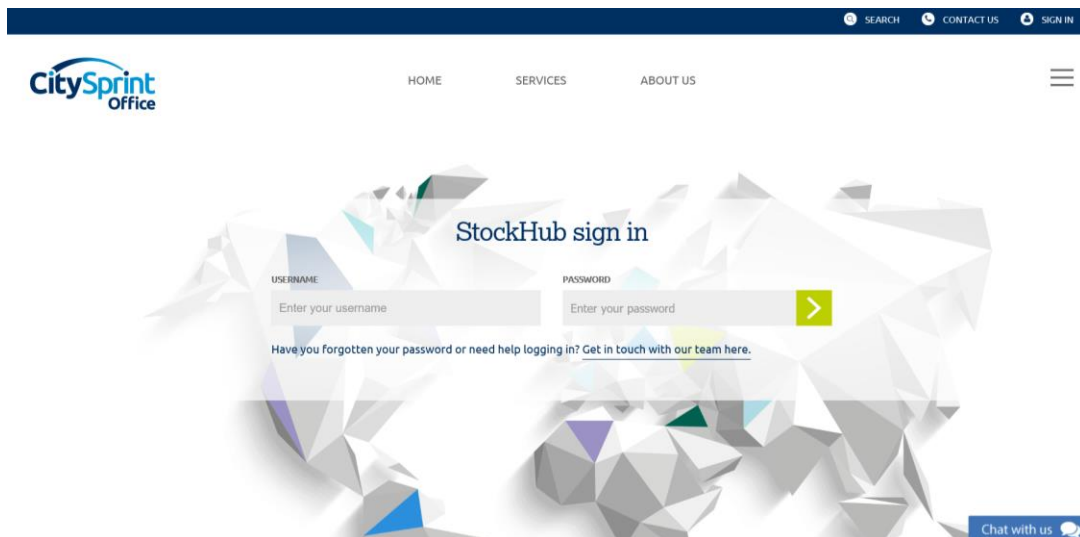 SEARCH CONTACT US SIGN IN
CitySprint
Office
HOME SERVICES ABOUT US
StockHub sign in
USERNAME PASSWORD
Enter your username Enter your password
Have you forgotten your password or need help logging in? Get in touch with our team here.
Chat with us